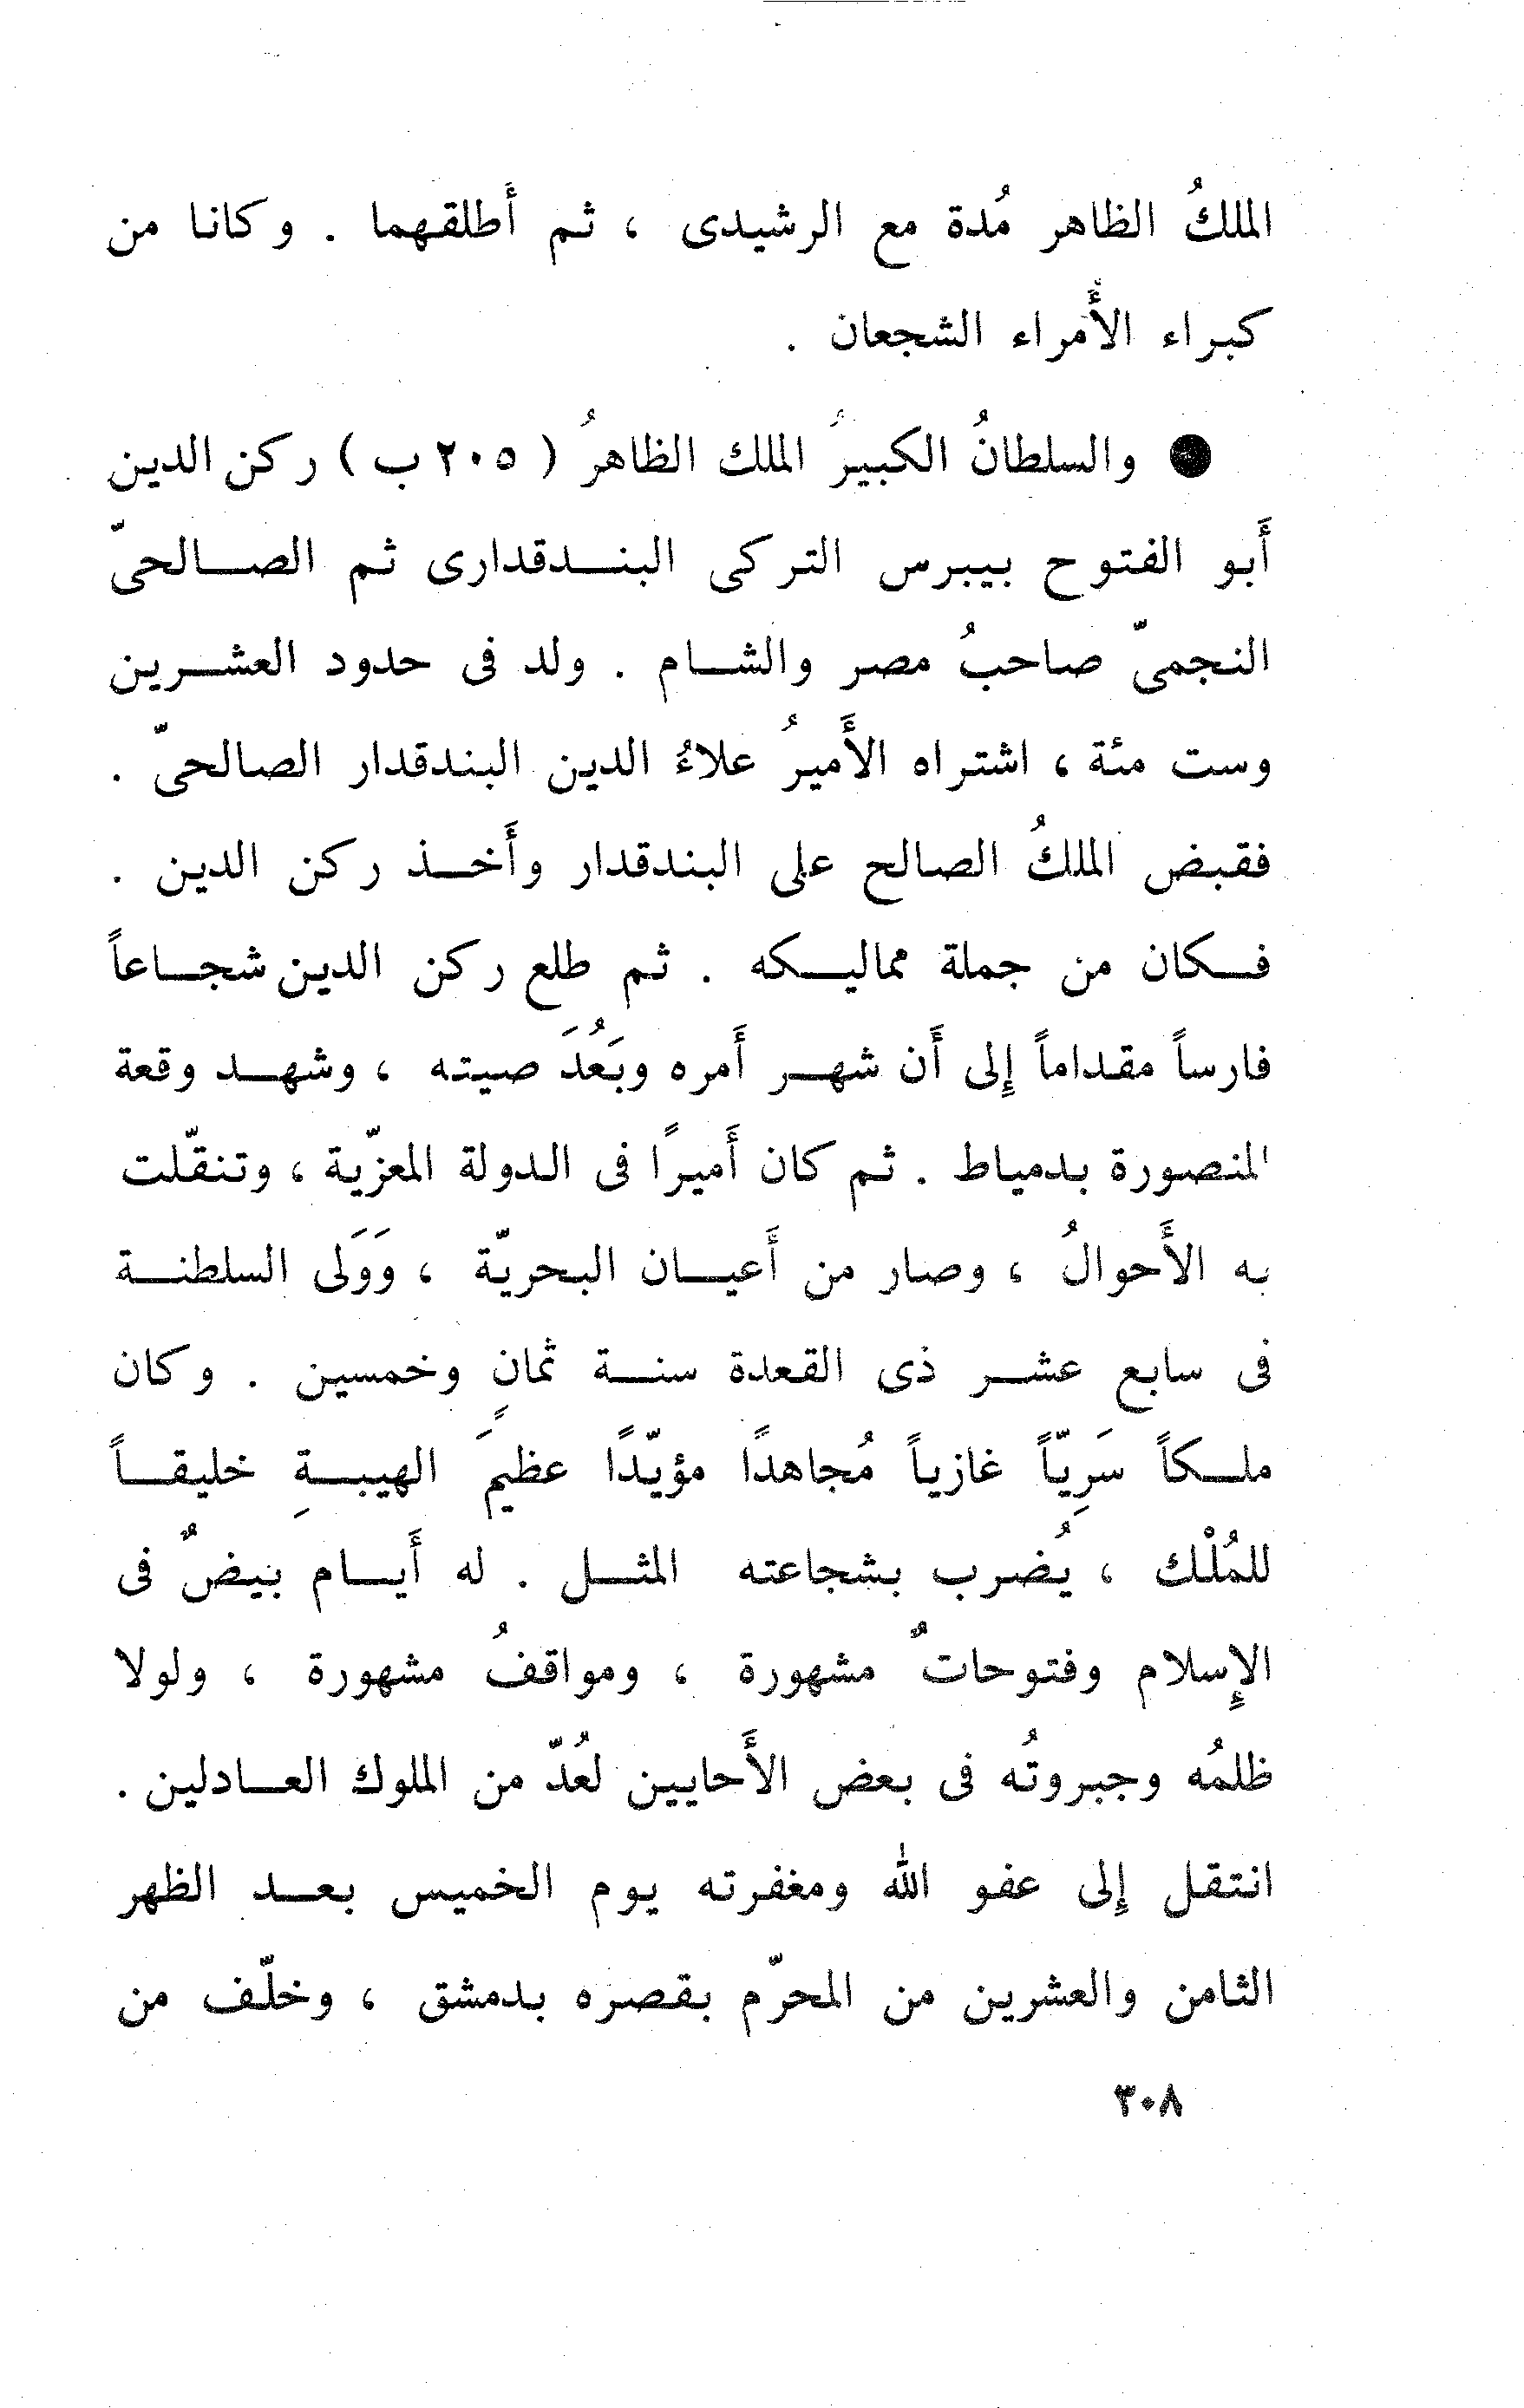 الملكُ الظاهر مُدة مع الرشيدى ، ثم أَطلقهما . وكانا من
كبراء الأُمراء الشجعان .
● والسلطانُ الكبيرُ الملك الظاهرُ ( ٢٠٥ ب ) ركن الدين
أَبو الفتوح بيبرس التركى البندقدارى ثم الصالحىّ
النجمىّ صاحبُ مصر والشام . ولد فى حدود العشرين
وست مئة ، اشتراه الأَميرُ علاءُ الدين البندقدار الصالحىّ .
فقبض الملكُ الصالح على البندقدار وأَخذ ركن الدين .
فكان من جملة مماليكه . ثم طلع ركن الدين شجاعاً
فارساً مقداماً إلى أَن شهر أَمره وبَعُدَ صيته ، وشهد وقعة
المنصورة بدمياط . ثم كان أَميرًا فى الدولة المعزّية ، وتنقّلت
به الأَحوالُ ، وصار من أَعيان البحريّة ، وَوَلى السلطنة
فى سابع عشر ذى القعدة سنة ثمانٍ وخمسين . وكان
ملكاً سَرِيّاً غازياً مُجاهدًا مؤيّدًا عظيمَ الهيبةِ خليقاً
للمُلْك ، يُضرب بشجاعته المثل . له أَيام بيضٌ فى
الإِسلام وفتوحاتٌ مشهورة ، ومواقفُ مشهورة ، ولولا
ظلمُه وجبروتُه فى بعض الأَحايين لعُدّ من الملوك العادلين .
انتقل إلى عفو الله ومغفرته يوم الخميس بعد الظهر
الثامن والعشرين من المحرّم بقصره بدمشق ، وخلّف من
٣٠٨